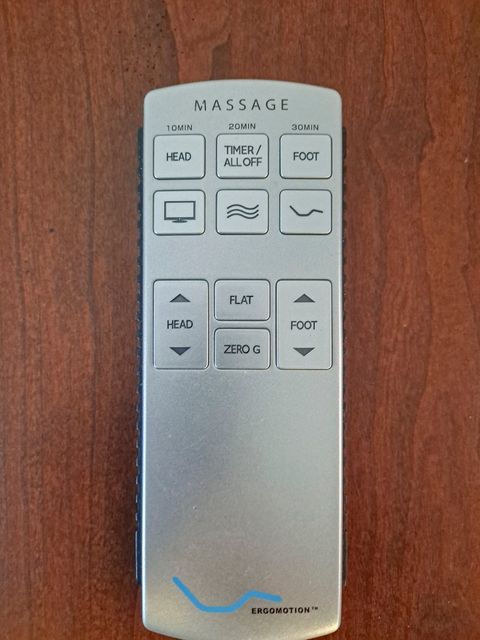 MASSAGE
10MIN 20MIN 30MIN
HEAD TIMER / ALL OFF FOOT
HEAD FLAT FOOT
ZERO G
ERGOMOTION™